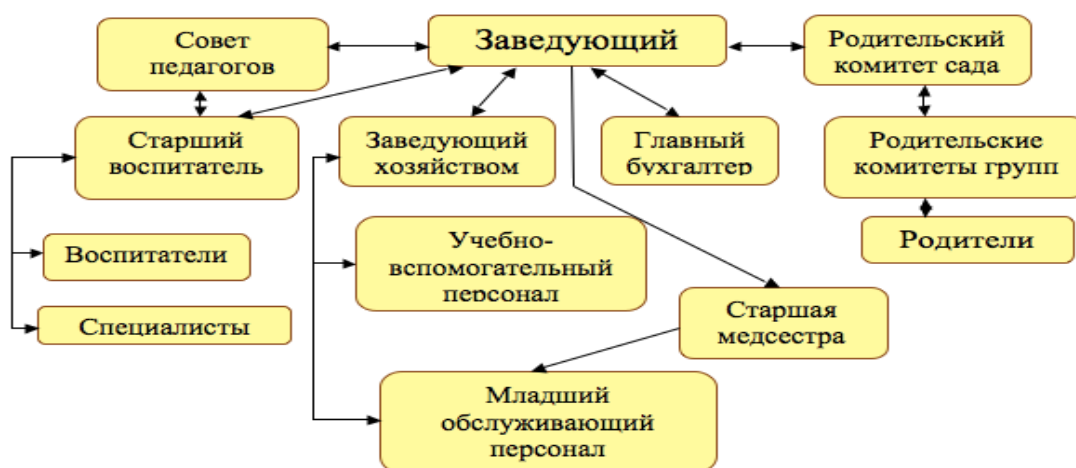 Совет
педагогов
Заведующий
Родительский
комитет сада
Старший
воспитатель
Заведующий
хозяйством
Главный
бухгалтер
Родительские
комитеты групп
Воспитатели
Учебно-
вспомогательный
персонал
Родители
Специалисты
Старшая
медсестра
Младший
обслуживающий
персонал